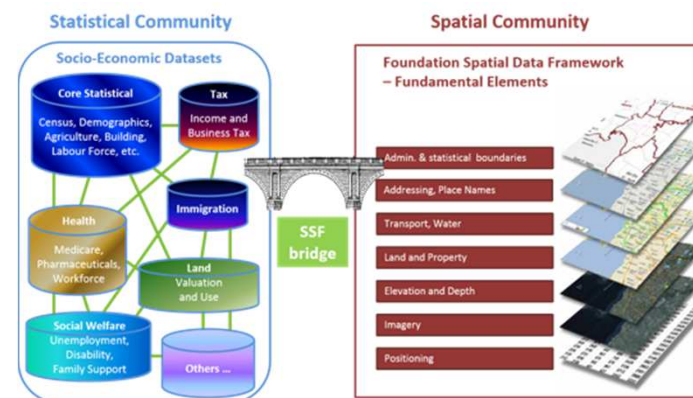 Statistical Community
Socio-Economic Datasets
Core Statistical
Census, Demographics,
Agriculture, Building,
Labour Force, etc.
Tax
Income and
Business Tax
Immigration
Health
Medicare,
Pharmaceuticals,
Workforce
Land
Valuation
and Use
Social Welfare
Unemployment,
Disability,
Family Support
Others ...
SSF
bridge
Spatial Community
Foundation Spatial Data Framework
– Fundamental Elements
Admin. & statistical boundaries
Addressing, Place Names
Transport, Water
Land and Property
Elevation and Depth
Imagery
Positioning